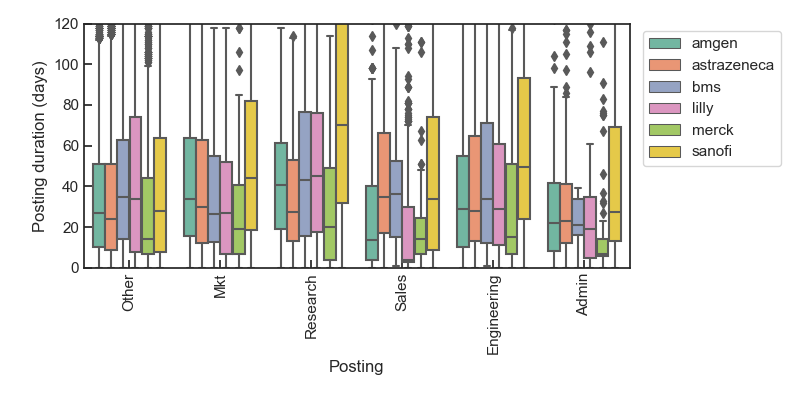 Posting duration (days)
120
100
80
60
40
20
0
Other
Mkt
Research
Sales
Engineering
Admin
Posting
amgen
astrazeneca
bms
lilly
merck
sanofi